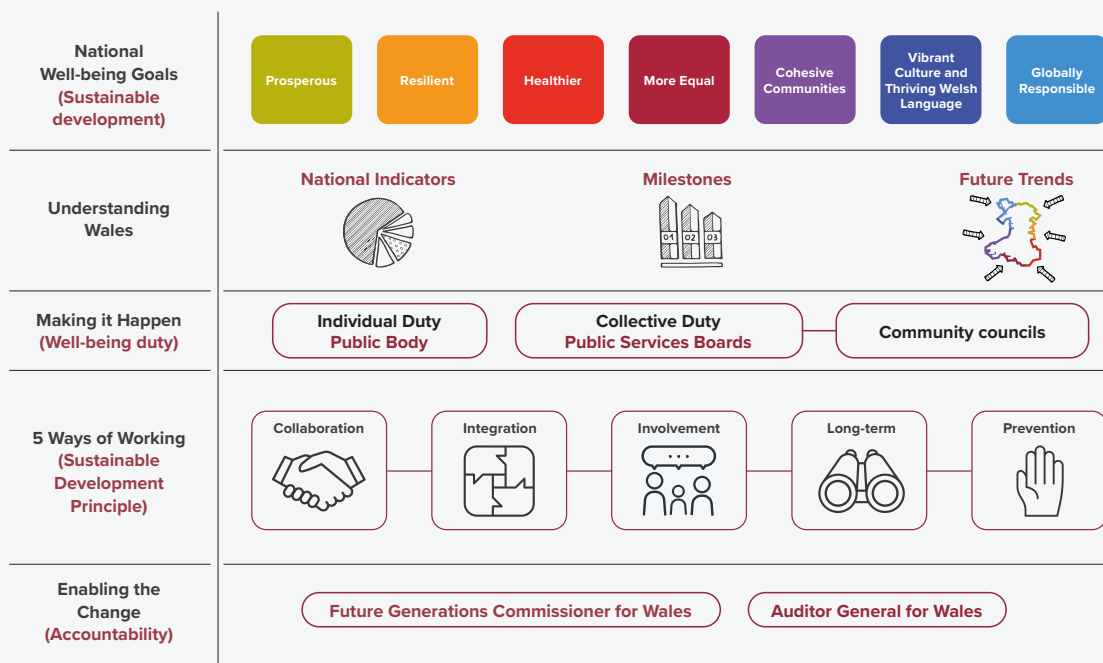 National
Well-being Goals
(Sustainable
development)
Prosperous
Resilient
Healthier
More Equal
Cohesive
Communities
Vibrant
Culture and
Thriving Welsh
Language
Globally
Responsible
Understanding
Wales
National Indicators
Milestones
01 02 03
Future Trends
Making it Happen
(Well-being duty)
Individual Duty
Public Body
Collective Duty
Public Services Boards
Community councils
5 Ways of Working
(Sustainable
Development
Principle)
Collaboration
Integration
Involvement
Long-term
Prevention
Enabling the
Change
(Accountability)
Future Generations Commissioner for Wales
Auditor General for Wales